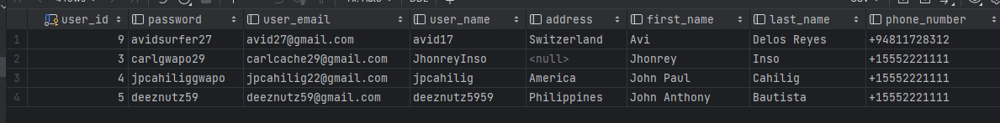 user_id password user_email user_name address first_name last_name phone_number
1 9 avidsurfer27 avid27@gmail.com avid17 Switzerland Avi Delos Reyes +94811728312
2 3 carlgwapo29 carlcache29@gmail.com JhonreyInso <null> Jhonrey Inso +15552221111
3 4 jpcahiliggwapo jpcahilig22@gmail.com jpcahilig America John Paul Cahilig +15552221111
4 5 deeznutz59 deeznutz59@gmail.com deeznutz5959 Philippines John Anthony Bautista +15552221111